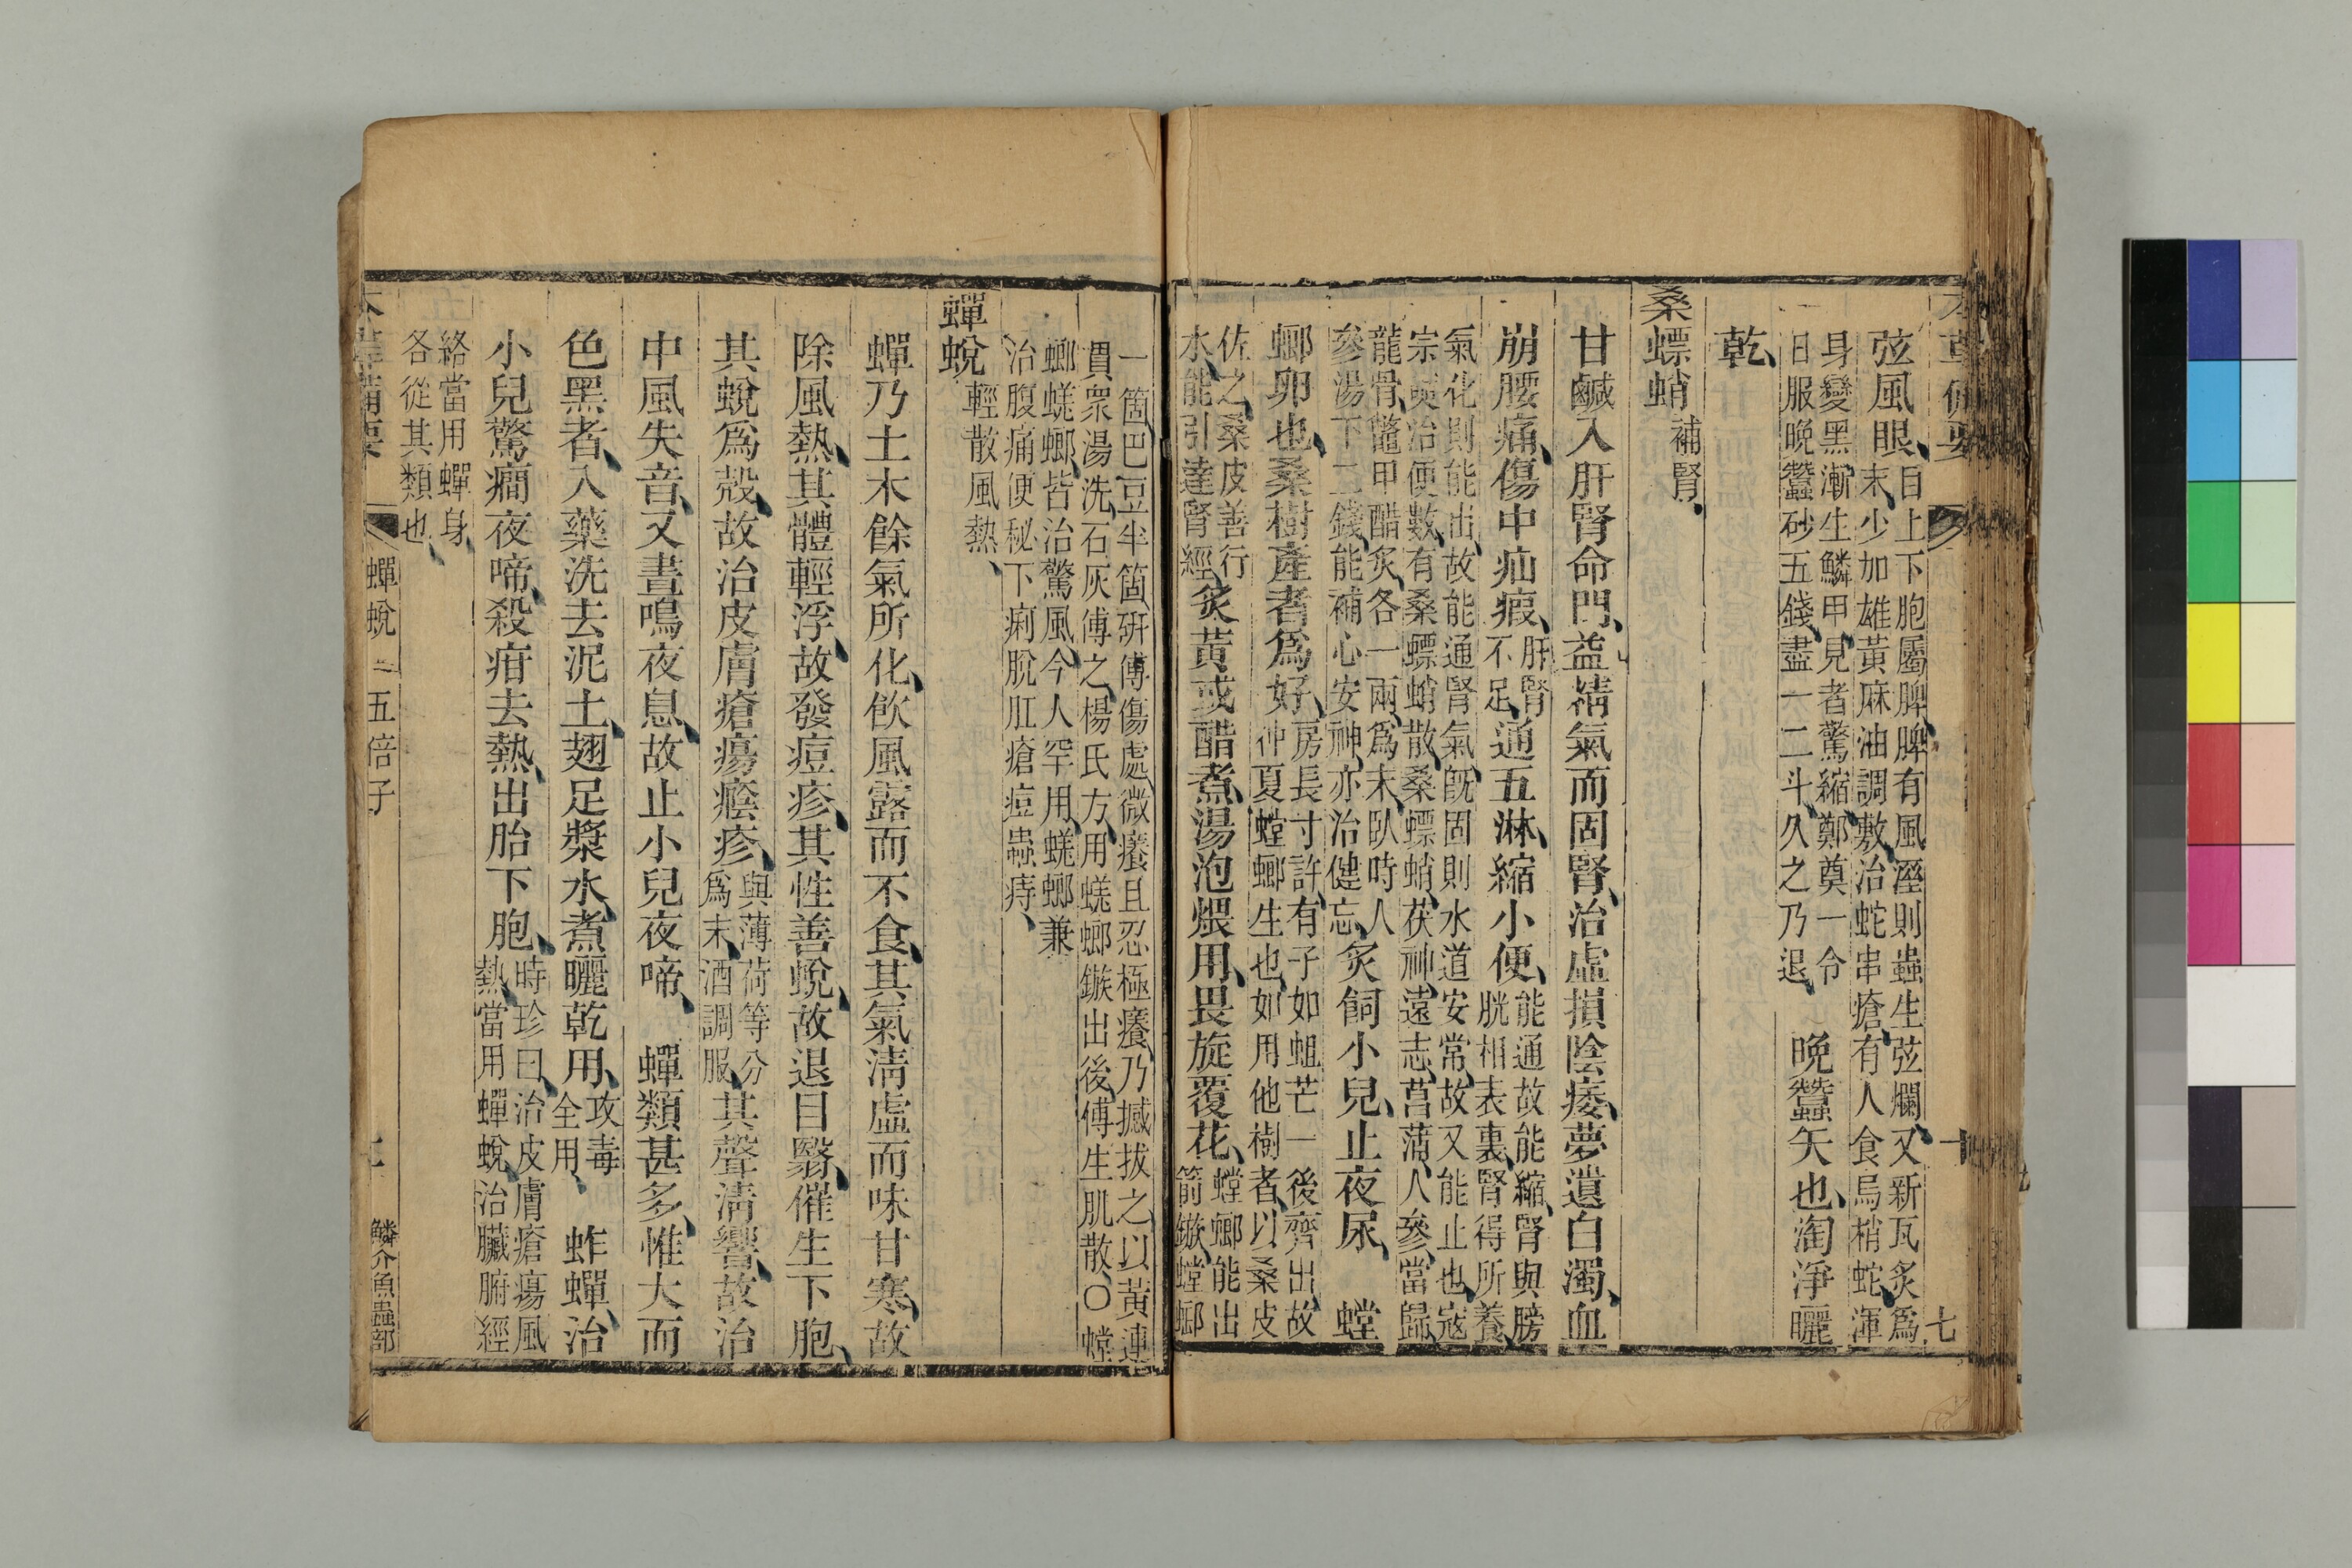 弦風眼、目上下胞屬脾、脾有風溼則蟲生弦爛、又新瓦炙爲
末、少加雄黃麻油調敷、治蛇串瘡、有人食烏梢蛇、渾
身變黑漸生鱗甲、見者驚縮、鄭奠一令
日服晚蠶砂五錢、盡一二斗、久之乃退、
晚蠶矢也、淘淨曬
乾、
桑螵蛸補腎、
甘鹹入肝腎命門、益精氣而固腎、治虛損陰痿、夢遺白濁、血
崩腰痛、傷中疝瘕、肝腎
不足、
通五淋、縮小便、能通故能縮、腎與膀
胱相表裏、腎得所養、
氣化則能出、故能通、腎氣既固則水道安常、故又能止也、寇
宗奭治便數、有桑螵蛸散、桑螵蛸、茯神、遠志、菖蒲、人參、當歸、
龍骨、鼈甲醋炙、各一兩、爲末、臥時人
參湯下二錢、能補心安神、亦治健忘、
炙飼小兒、止夜尿、 螳
螂卵也、桑樹產者爲好、房長寸許、有子如蛆芒一後齊出、故
仲夏螳螂生也、如用他樹者、以桑皮
佐之、桑皮善行
水、能引達腎經、
炙黃或醋煮湯泡煨用、畏旋覆花、螳螂能出
箭鏃、螳螂
一箇、巴豆半箇、研傅傷處、微癢且忍、極癢、乃撼拔之、以黃連
貫衆湯洗、石灰傅之、楊氏方、用蜣螂鏃出後、傅生肌散、〇螳
螂蜣螂、皆治驚風、今人罕用、蜣螂兼
治腹痛便秘、下痢脫肛瘡痘蟲痔、
蟬蛻輕散風熱、
蟬乃土木餘氣所化、飲風露而不食、其氣清虛而味甘寒、故
除風熱、其體輕浮、故發痘疹、其性善蛻、故退目翳、催生下胞、
其蛻爲殼、故治皮膚瘡瘍癮疹、與薄荷等分
爲末、酒調服、
其聲清響、故治
中風失音、又晝鳴夜息、故止小兒夜啼、 蟬類甚多、惟大而
色黑者、入藥洗去泥土、翅足漿水煮曬乾用、攻毒
全用、
蚱蟬、治
小兒驚癇夜啼、殺疳去熱、出胎下胞、時珍曰、治皮膚瘡瘍風
熱、當用蟬蛻、治臟腑經
絡當用蟬身
各從其類也、
蟬蛻 五倍子
鱗介魚蟲部